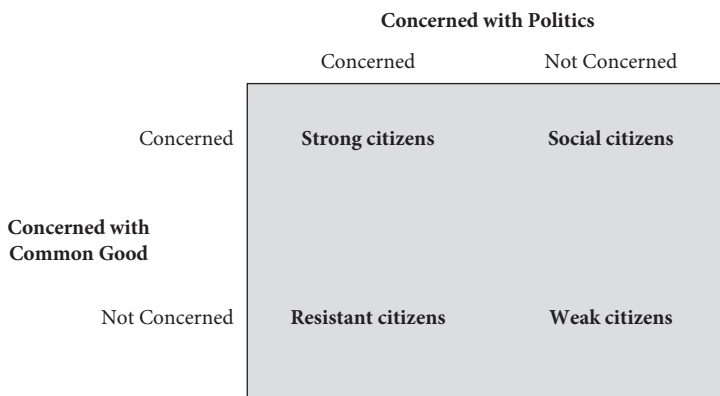 Concerned with Politics
Concerned Not Concerned
Concerned Strong citizens Social citizens
Concerned with
Common Good
Not Concerned Resistant citizens Weak citizens